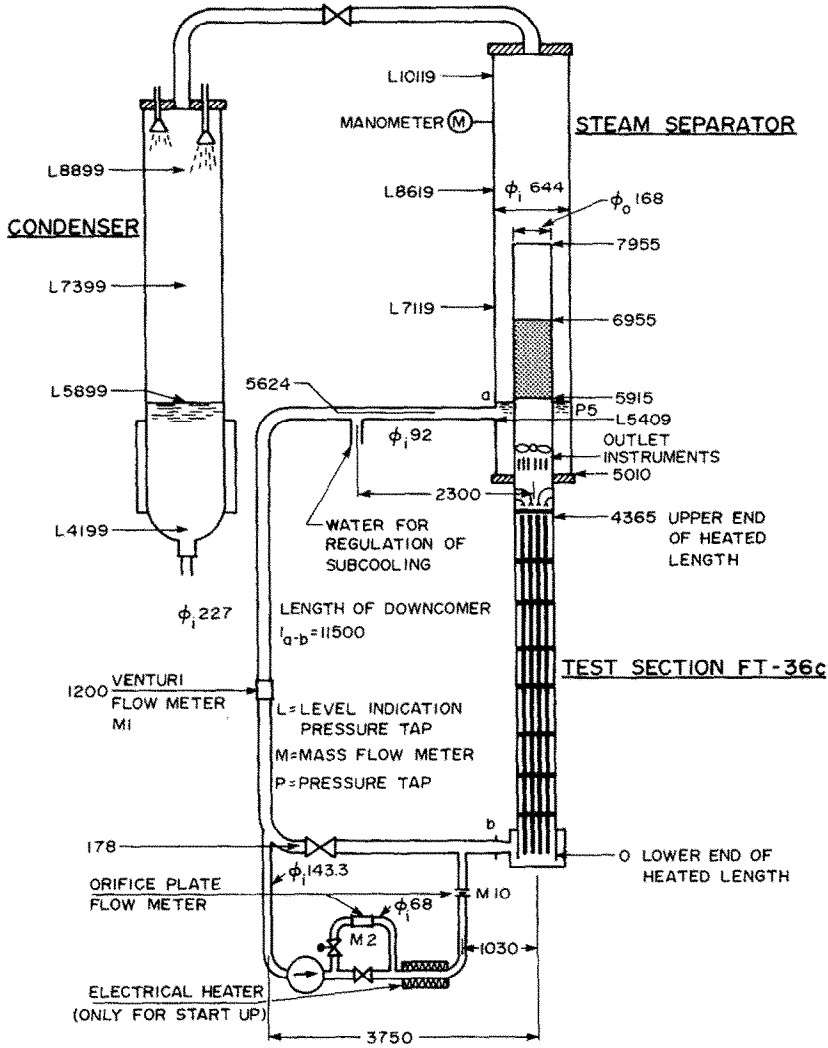 L10119
MANOMETER M
STEAM SEPARATOR
L8899
L8619
ϕi 644
ϕo 168
CONDENSER
7955
L7399
L7119
6955
L5899
5624
a
5915
P5
L5409
ϕi 92
OUTLET
INSTRUMENTS
5010
2300
L4199
WATER FOR
REGULATION OF
SUBCOOLING
4365 UPPER END
OF HEATED
LENGTH
ϕi 227
LENGTH OF DOWNCOMER
la-b=11500
TEST SECTION FT-36c
1200
VENTURI
FLOW METER
M1
L=LEVEL INDICATION
PRESSURE TAP
M=MASS FLOW METER
P=PRESSURE TAP
b
178
0 LOWER END OF
HEATED LENGTH
ϕi 143.3
ORIFICE PLATE
FLOW METER
ϕi 68
M10
M2
1030
ELECTRICAL HEATER
(ONLY FOR START UP)
3750